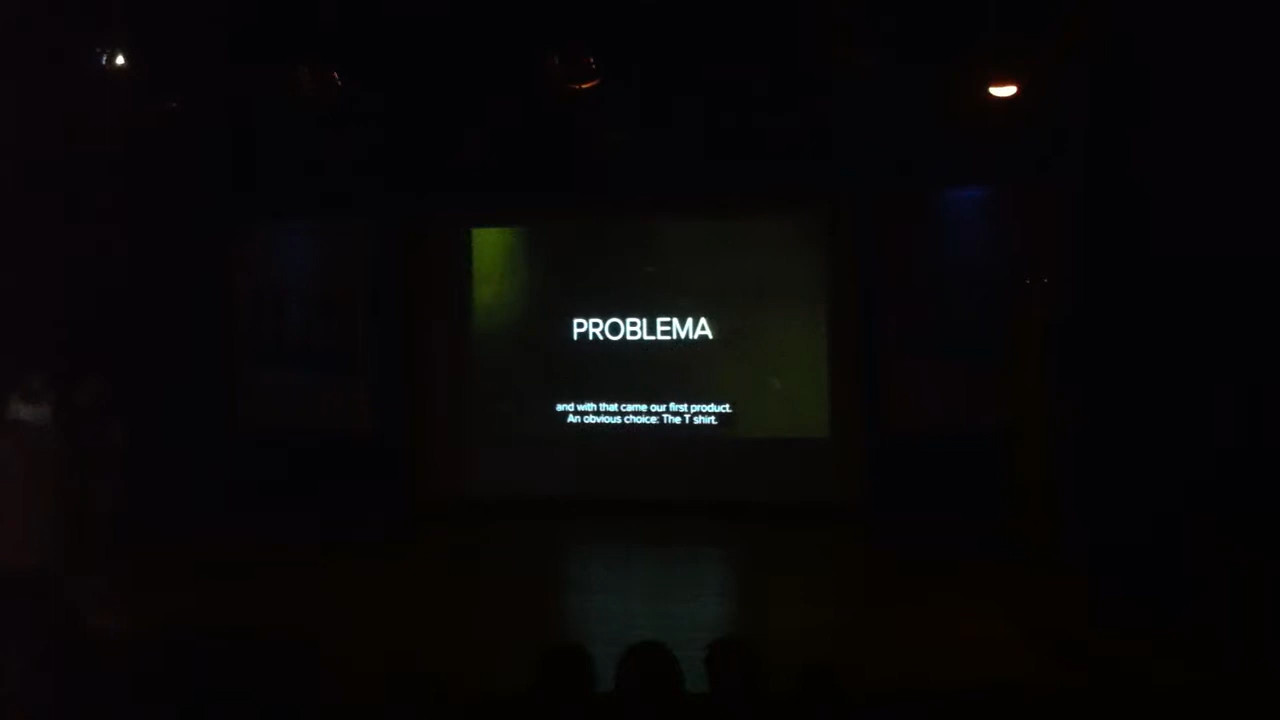 PROBLEMA
and with that came our first product.
An obvious choice: The T shirt.